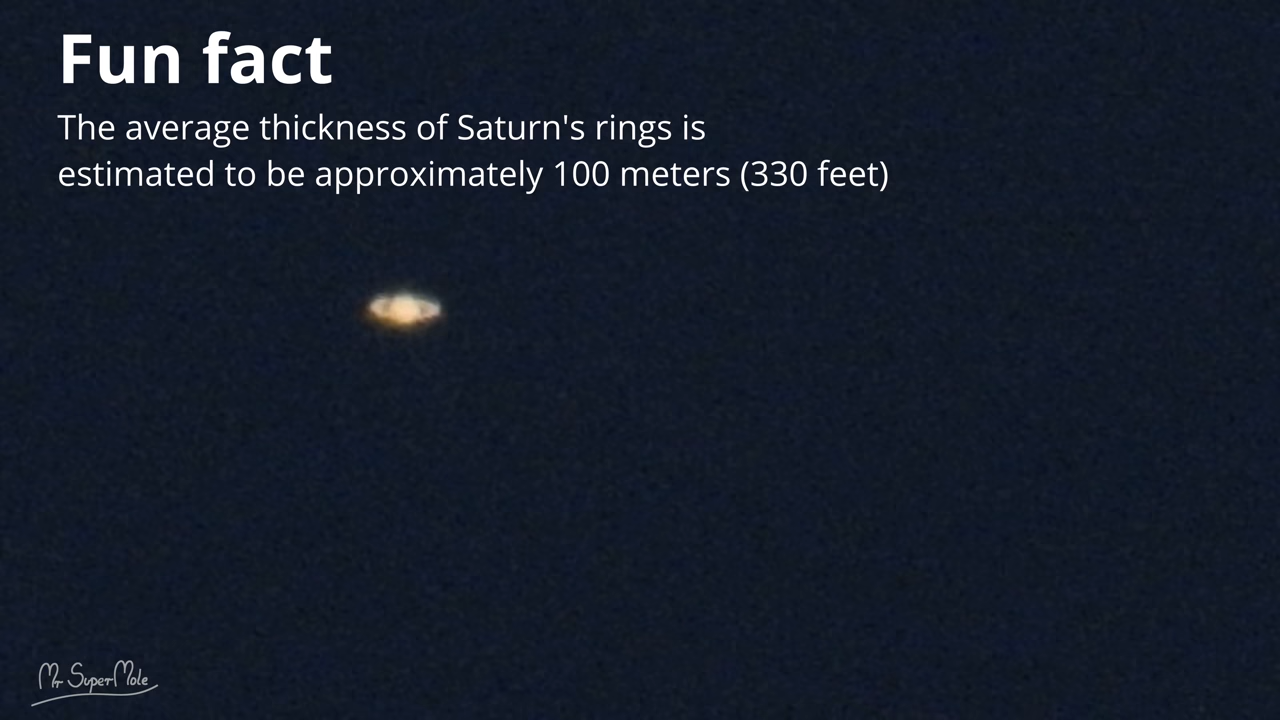 Fun fact
The average thickness of Saturn's rings is
estimated to be approximately 100 meters (330 feet)
Mr SuperMole